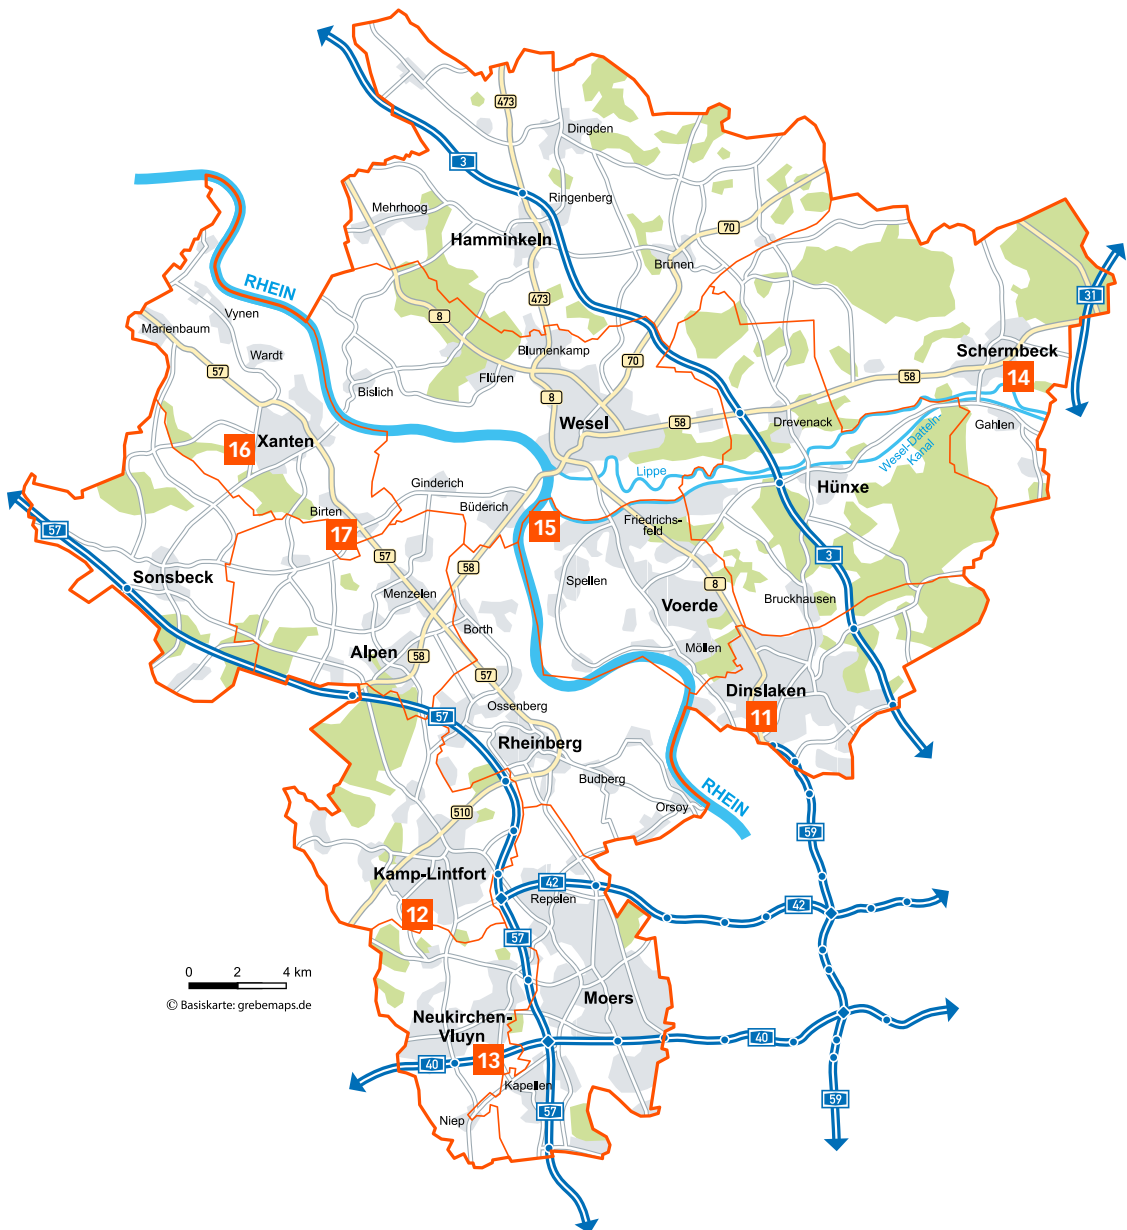 473
Dingden
3
Ringenberg
Mehrhoog
Hamminkeln
70
Brünen
RHEIN
31
473
Vynen
8
Marienbaum
Blumenkamp
Wardt
70
Schermbeck
57
Flüren
58
14
Bislich
8
Wesel
58
Drevenack
Gahlen
16
Xanten
Wesel-Datteln-
Kanal
Lippe
Ginderich
Hünxe
57
Birten
Büderich
Friedrichs-
feld
17
15
57
3
58
Sonsbeck
Spellen
8
Menzelen
Voerde
Bruckhausen
Borth
Alpen
58
Möllen
57
Dinslaken
57
Ossenberg
11
Rheinberg
Budberg
RHEIN
Orsoy
510
59
Kamp-Lintfort
42
Repelen
42
12
57
0 2 4 km
Moers
© Basiskarte: grebemaps.de
Neukirchen-
Vluyn
40
13
40
Kapellen
57
59
Niep